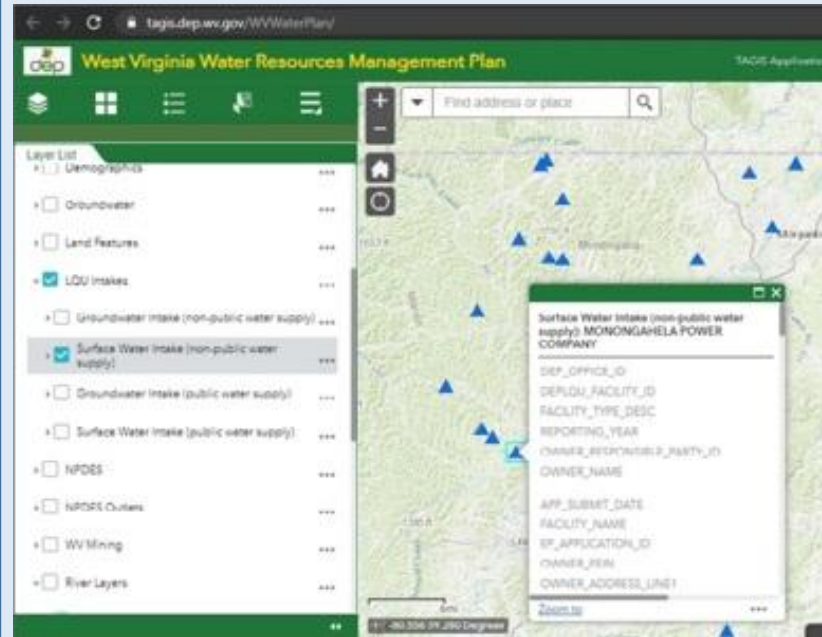 tagis.dep.wv.gov/WVWaterPlan/
dep
West Virginia Water Resources Management Plan
TAGIS Application
Find address or place
Layer List
Demographics
Groundwater
Land Features
LQU Intakes
Groundwater Intake (non-public water supply)
Surface Water Intake (non-public water
supply)
Groundwater Intake (public water supply)
Surface Water Intake (public water supply)
NPDES
NPDES Outlets
WV Mining
River Layers
Monongalia
Surface Water Intake (non-public water
supply): MONONGAHELA POWER
COMPANY
DEP_OFFICE_ID
DEPLQU_FACILITY_ID
FACILITY_TYPE_DESC
REPORTING_YEAR
OWNER_RESPONSIBLE_PARTY_ID
OWNER_NAME
APP_SUBMIT_DATE
FACILITY_NAME
EP_APPLICATION_ID
OWNER_FEIN
OWNER_ADDRESS_LINE1
Zoom to
6mi
Degrees